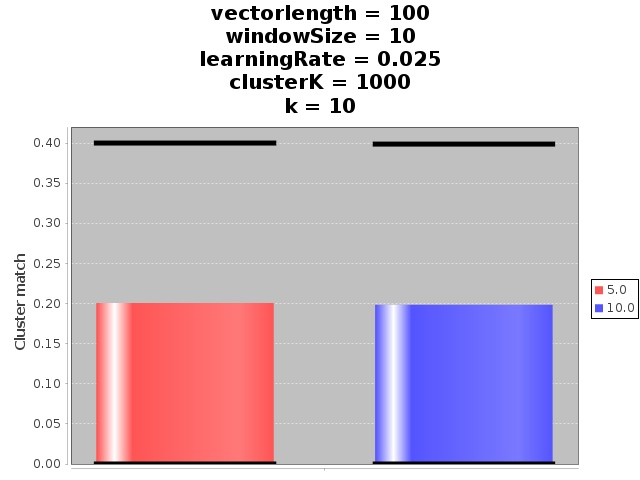 vectorlength = 100
windowSize = 10
learningRate = 0.025
clusterK = 1000
k = 10
Cluster match
0.40
0.35
0.30
0.25
0.20
0.15
0.10
0.05
0.00
5.0
10.0